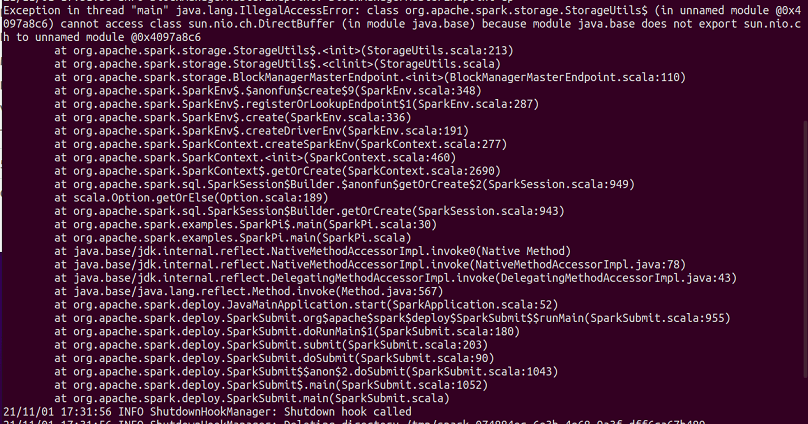 Exception in thread "main" java.lang.IllegalAccessError: class org.apache.spark.storage.StorageUtils$ (in unnamed module @0x4
097a8c6) cannot access class sun.nio.ch.DirectBuffer (in module java.base) because module java.base does not export sun.nio.c
h to unnamed module @0x4097a8c6
at org.apache.spark.storage.StorageUtils$.<init>(StorageUtils.scala:213)
at org.apache.spark.storage.StorageUtils$.<clinit>(StorageUtils.scala)
at org.apache.spark.storage.BlockManagerMasterEndpoint.<init>(BlockManagerMasterEndpoint.scala:110)
at org.apache.spark.SparkEnv$.$anonfun$create$9(SparkEnv.scala:348)
at org.apache.spark.SparkEnv$.registerOrLookupEndpoint$1(SparkEnv.scala:287)
at org.apache.spark.SparkEnv$.create(SparkEnv.scala:336)
at org.apache.spark.SparkEnv$.createDriverEnv(SparkEnv.scala:191)
at org.apache.spark.SparkContext.createSparkEnv(SparkContext.scala:277)
at org.apache.spark.SparkContext.<init>(SparkContext.scala:460)
at org.apache.spark.SparkContext$.getOrCreate(SparkContext.scala:2690)
at org.apache.spark.sql.SparkSession$Builder.$anonfun$getOrCreate$2(SparkSession.scala:949)
at scala.Option.getOrElse(Option.scala:189)
at org.apache.spark.sql.SparkSession$Builder.getOrCreate(SparkSession.scala:943)
at org.apache.spark.examples.SparkPi$.main(SparkPi.scala:30)
at org.apache.spark.examples.SparkPi.main(SparkPi.scala)
at java.base/jdk.internal.reflect.NativeMethodAccessorImpl.invoke0(Native Method)
at java.base/jdk.internal.reflect.NativeMethodAccessorImpl.invoke(NativeMethodAccessorImpl.java:78)
at java.base/jdk.internal.reflect.DelegatingMethodAccessorImpl.invoke(DelegatingMethodAccessorImpl.java:43)
at java.base/java.lang.reflect.Method.invoke(Method.java:567)
at org.apache.spark.deploy.JavaMainApplication.start(SparkApplication.scala:52)
at org.apache.spark.deploy.SparkSubmit.org$apache$spark$deploy$SparkSubmit$$runMain(SparkSubmit.scala:955)
at org.apache.spark.deploy.SparkSubmit.doRunMain$1(SparkSubmit.scala:180)
at org.apache.spark.deploy.SparkSubmit.submit(SparkSubmit.scala:203)
at org.apache.spark.deploy.SparkSubmit.doSubmit(SparkSubmit.scala:90)
at org.apache.spark.deploy.SparkSubmit$$anon$2.doSubmit(SparkSubmit.scala:1043)
at org.apache.spark.deploy.SparkSubmit$.main(SparkSubmit.scala:1052)
at org.apache.spark.deploy.SparkSubmit.main(SparkSubmit.scala)
21/11/01 17:31:56 INFO ShutdownHookManager: Shutdown hook called
21/11/01 17:31:56 INFO ShutdownHookManager: Deleting directory